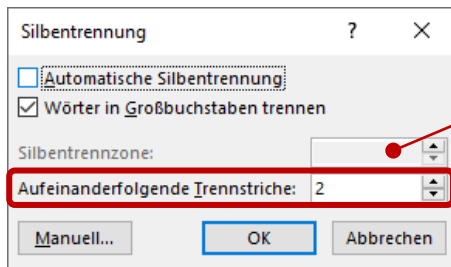 Silbentrennung ?
Automatische Silbentrennung
Wörter in Großbuchstaben trennen
Silbentrennzone:
Aufeinanderfolgende Trennstriche: 2
Manuell... OK Abbrechen